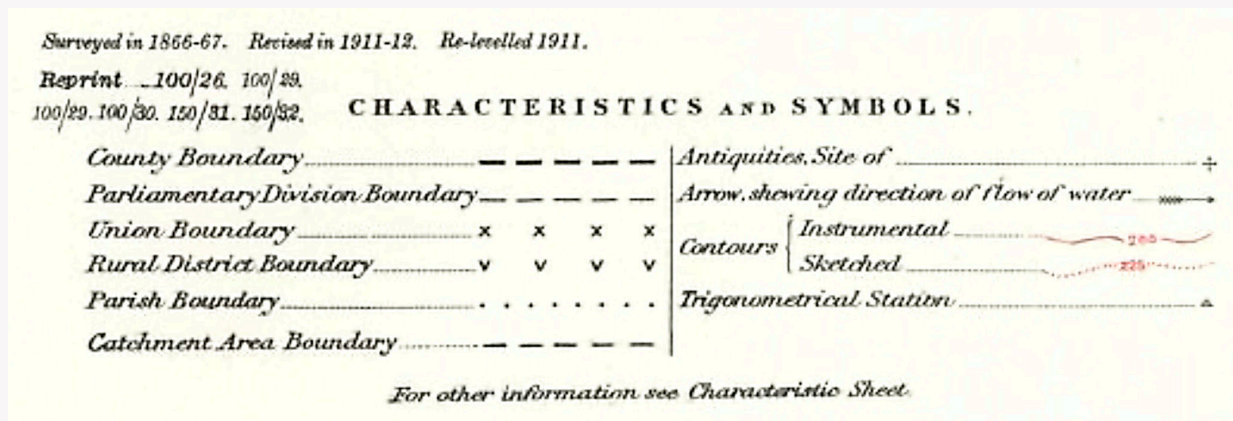 Surveyed in 1866-67. Revised in 1911-12. Re-levelled 1911.
Reprint 100/26. 100/29.
100/29. 100/30. 150/31. 150/32.
CHARACTERISTICS AND SYMBOLS.
County Boundary
Parliamentary Division Boundary
Union Boundary x x x x
Rural District Boundary v v v v
Parish Boundary
Catchment Area Boundary
Antiquities, Site of
Arrow, shewing direction of flow of water
Contours
Instrumental
Sketched 225
Trigonometrical Station
For other information see Characteristic Sheet.